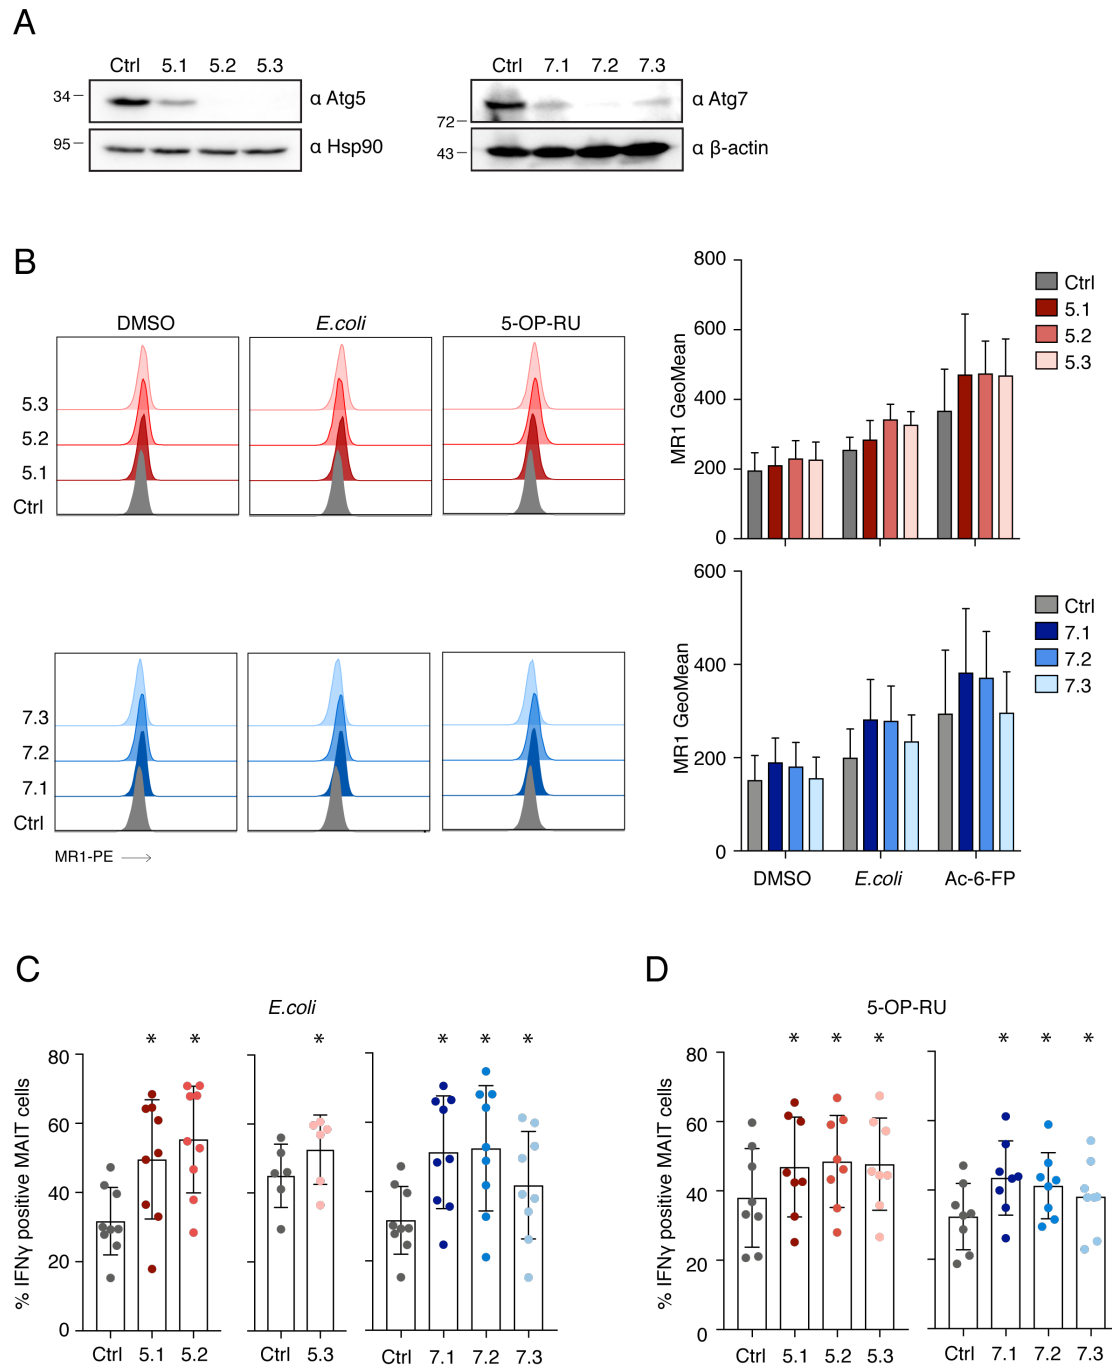 A
Ctrl 5.1 5.2 5.3
34
α Atg5
95
α Hsp90
Ctrl 7.1 7.2 7.3
α Atg7
72
43
α β-actin
B
DMSO E.coli 5-OP-RU
5.3
5.2
5.1
Ctrl
7.3
7.2
7.1
Ctrl
MR1-PE
800
600
400
200
0
MR1 GeoMean
Ctrl
5.1
5.2
5.3
600
400
200
0
MR1 GeoMean
DMSO E.coli Ac-6-FP
Ctrl
7.1
7.2
7.3
C
E.coli
* * * * * *
80
60
40
20
0
% IFNγ positive MAIT cells
Ctrl 5.1 5.2 Ctrl 5.3 Ctrl 7.1 7.2 7.3
D
5-OP-RU
* * * * * *
80
60
40
20
0
% IFNγ positive MAIT cells
Ctrl 5.1 5.2 5.3 Ctrl 7.1 7.2 7.3